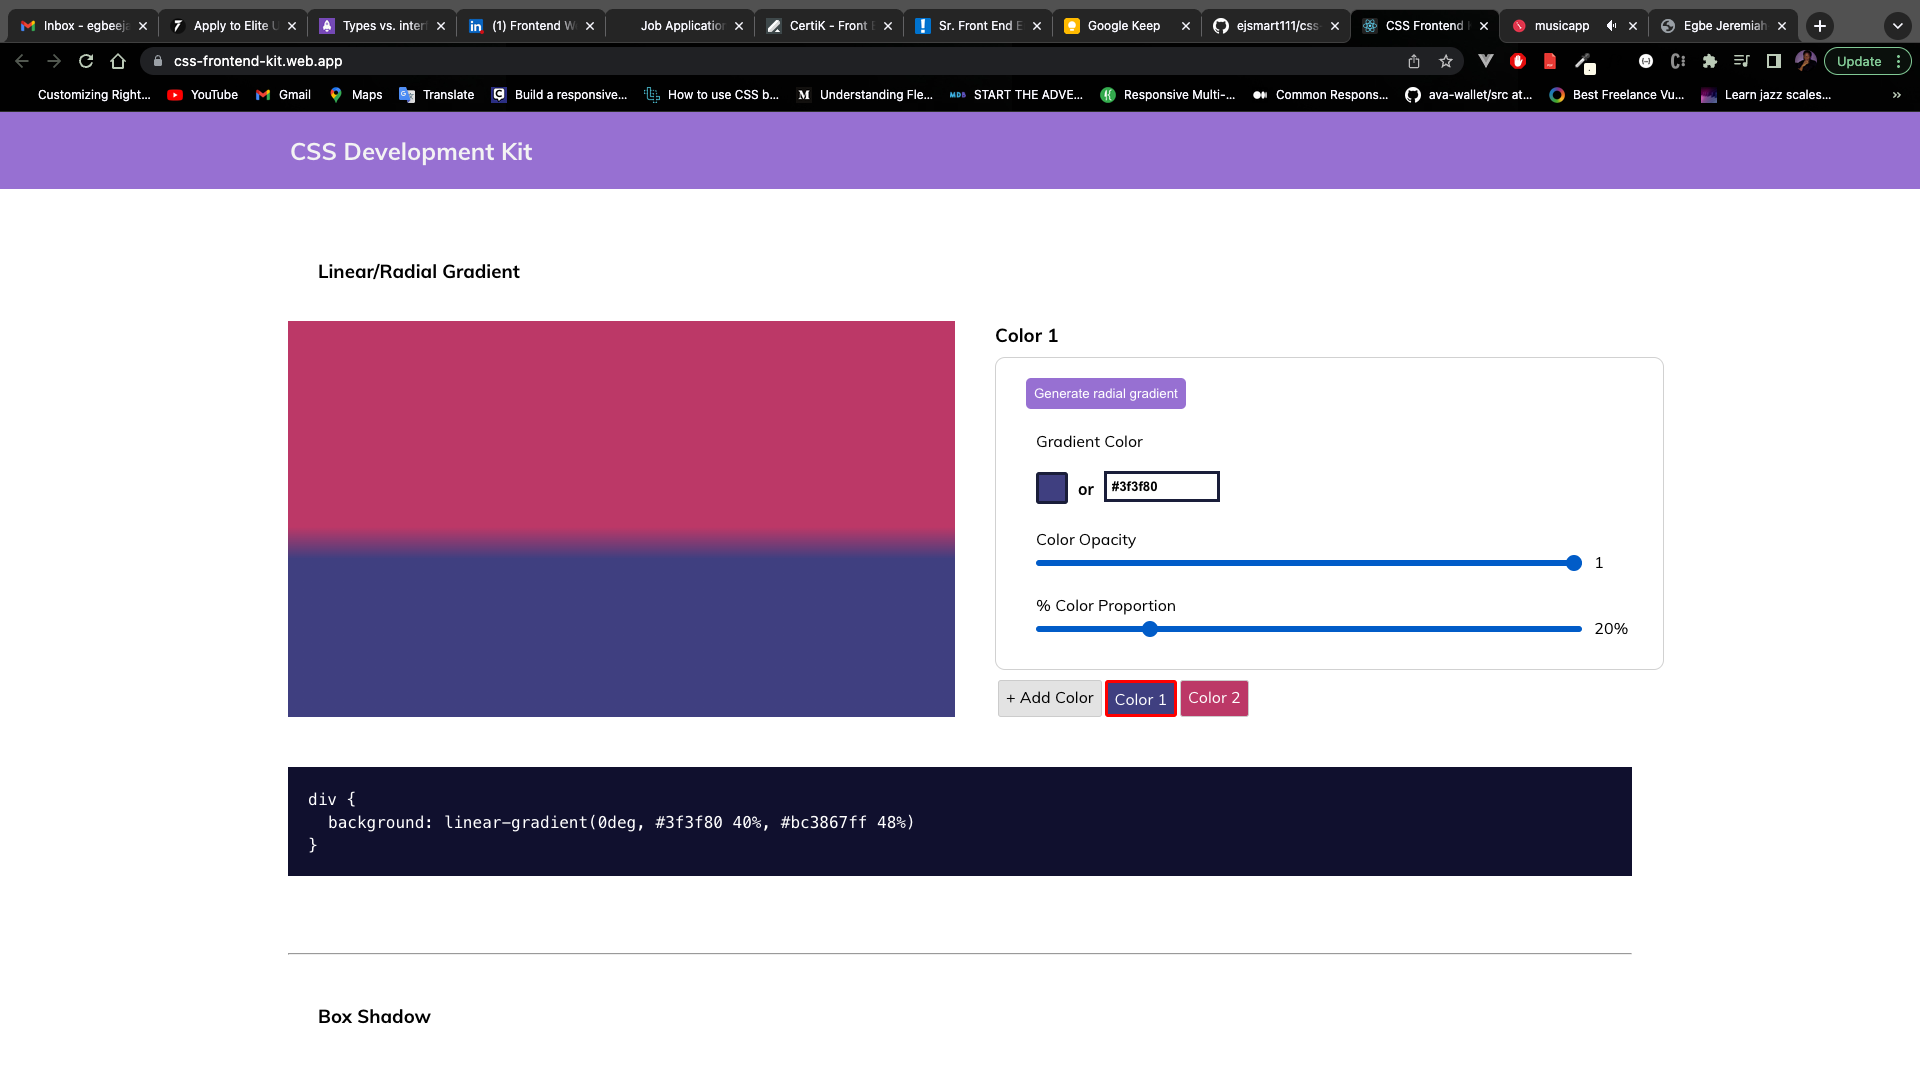 Inbox - egbeeja
Apply to Elite U
Types vs. interf
(1) Frontend W
Job Application
CertiK - Front E
Sr. Front End E
Google Keep
ejsmart111/css-
CSS Frontend K
musicapp
Egbe Jeremiah
css-frontend-kit.web.app
Update
Customizing Right...
YouTube
Gmail
Maps
Translate
Build a responsive...
How to use CSS b...
Understanding Fle...
START THE ADVE...
Responsive Multi-...
Common Respons...
ava-wallet/src at...
Best Freelance Vu...
Learn jazz scales...
»
CSS Development Kit
Linear/Radial Gradient
Color 1
Generate radial gradient
Gradient Color
or #3f3f80
Color Opacity
1
% Color Proportion
20%
+ Add Color
Color 1
Color 2
div {
background: linear-gradient(0deg, #3f3f80 40%, #bc3867ff 48%)
}
Box Shadow